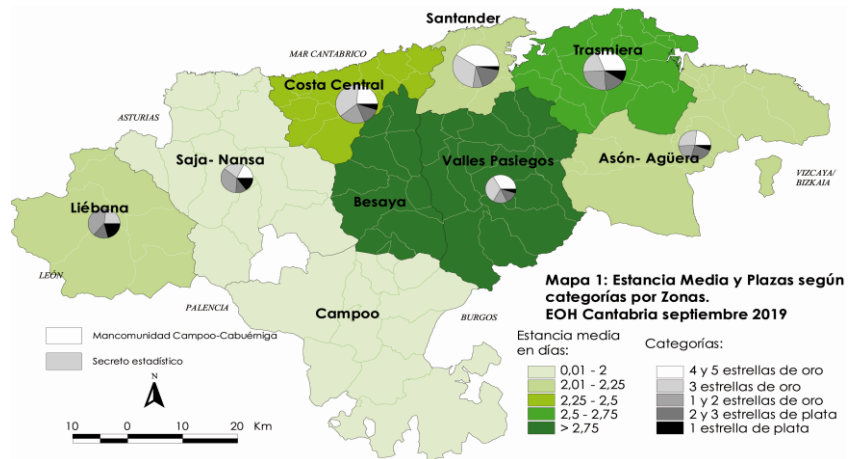 Santander
MAR CANTABRICO
Trasmiera
Costa Central
ASTURIAS
Saja- Nansa
Valles Pasiegos
Asón- Agüera
VIZCAYA/
BIZKAIA
Besaya
Liébana
LEÓN
PALENCIA
Campoo
BURGOS
Mapa 1: Estancia Media y Plazas según
categorías por Zonas.
EOH Cantabria septiembre 2019
Mancomunidad Campoo-Cabuérniga
Secreto estadístico
N
10 0 10 20 Km
Estancia media
en días:
0,01 - 2
2,01 - 2,25
2,25 - 2,5
2,5 - 2,75
> 2,75
Categorías:
4 y 5 estrellas de oro
3 estrellas de oro
1 y 2 estrellas de oro
2 y 3 estrellas de plata
1 estrella de plata